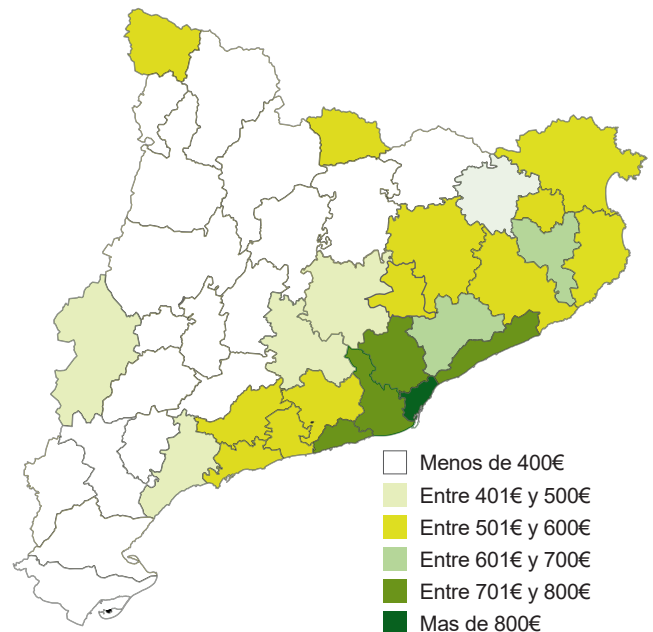 Menos de 400€
Entre 401€ y 500€
Entre 501€ y 600€
Entre 601€ y 700€
Entre 701€ y 800€
Mas de 800€